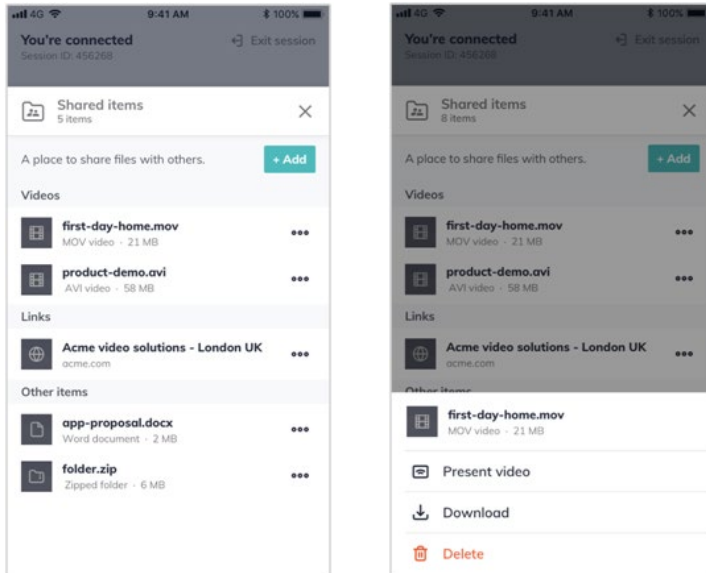 4G 9:41 AM 100%
You're connected
Exit session
Session ID: 456268
Shared items
5 items
A place to share files with others.
+ Add
Videos
first-day-home.mov
MOV video · 21 MB
product-demo.avi
AVI video · 58 MB
Links
Acme video solutions - London UK
acme.com
Other items
app-proposal.docx
Word document · 2 MB
folder.zip
Zipped folder · 6 MB
4G 9:41 AM 100%
You're connected
Exit session
Session ID: 456268
Shared items
8 items
A place to share files with others.
+ Add
Videos
first-day-home.mov
MOV video · 21 MB
product-demo.avi
AVI video · 58 MB
Links
Acme video solutions - London UK
acme.com
Other items
first-day-home.mov
MOV video · 21 MB
Present video
Download
Delete